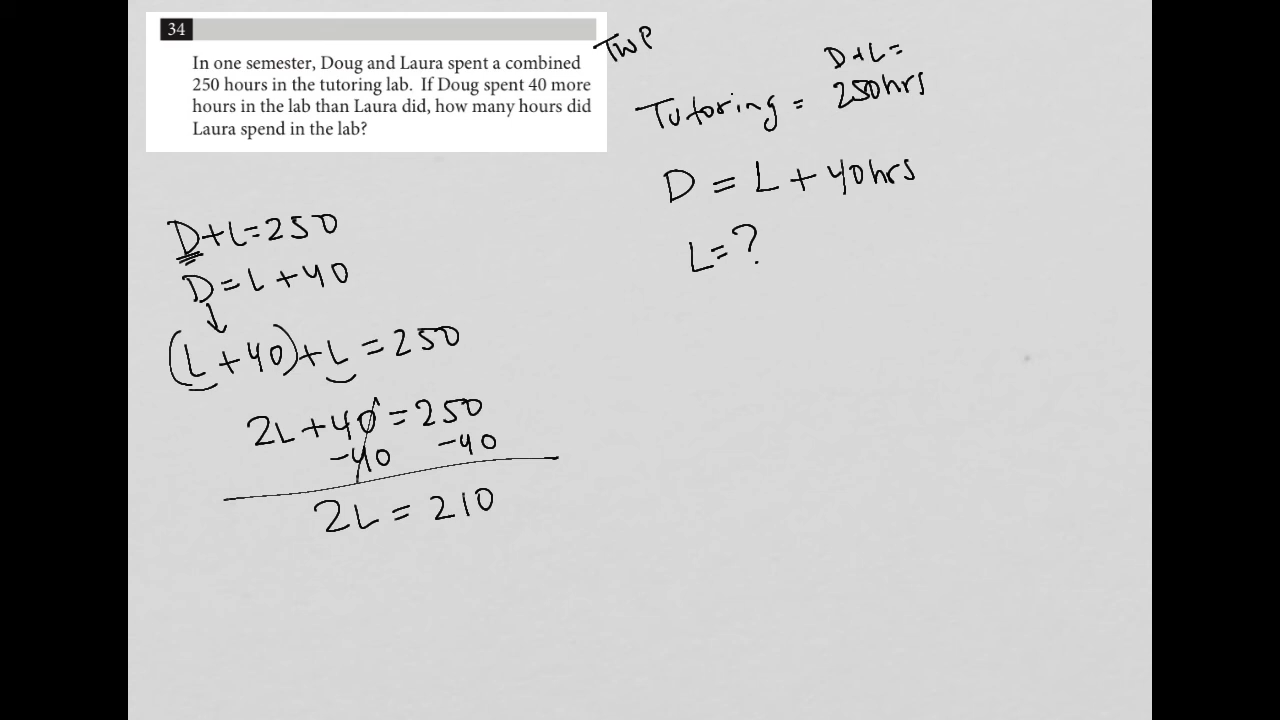 34
In one semester, Doug and Laura spent a combined
250 hours in the tutoring lab. If Doug spent 40 more
hours in the lab than Laura did, how many hours did
Laura spend in the lab?
TWP
D+L=
Tutoring = 250hrs
D = L + 40hrs
L=?
D+L=250
D=L+40
(L+40)+L=250
2L+40=250
-40 -40
2L = 210